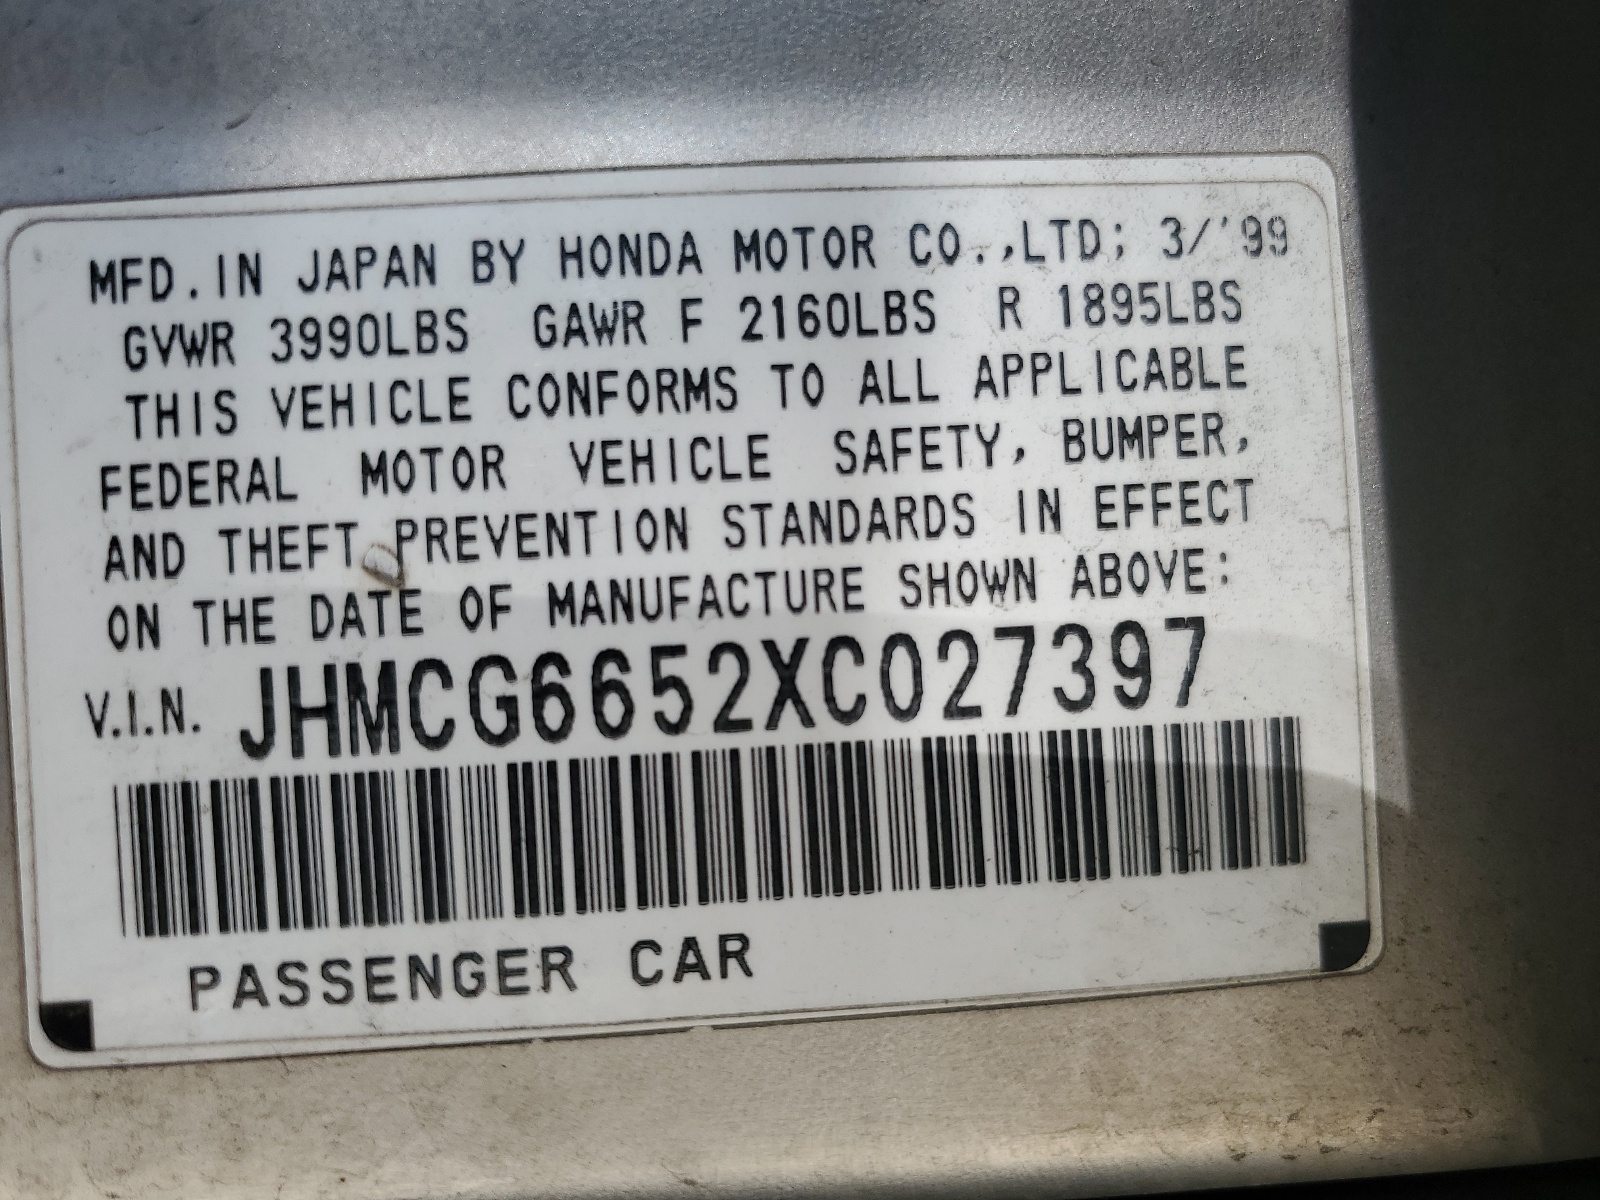 MFD. IN JAPAN BY HONDA MOTOR CO.,LTD; 3/'99
GVWR 3990LBS GAWR F 2160LBS R 1895LBS
THIS VEHICLE CONFORMS TO ALL APPLICABLE
FEDERAL MOTOR VEHICLE SAFETY, BUMPER,
AND THEFT PREVENTION STANDARDS IN EFFECT
ON THE DATE OF MANUFACTURE SHOWN ABOVE:
V.I.N. JHMCG6652XC027397
PASSENGER CAR